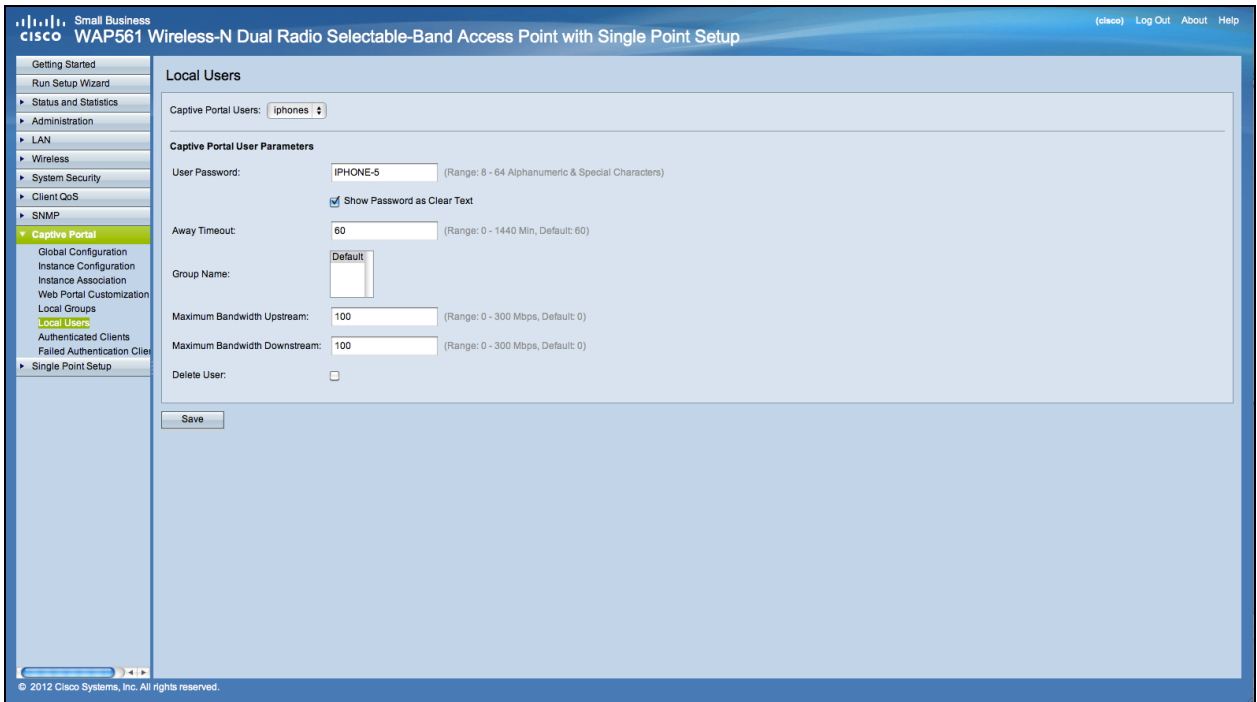 Small Business
cisco WAP561 Wireless-N Dual Radio Selectable-Band Access Point with Single Point Setup
(cisco) Log Out About Help
Getting Started
Run Setup Wizard
Status and Statistics
Administration
LAN
Wireless
System Security
Client QoS
SNMP
Captive Portal
Global Configuration
Instance Configuration
Instance Association
Web Portal Customization
Local Groups
Local Users
Authenticated Clients
Failed Authentication Clie
Single Point Setup
Local Users
Captive Portal Users: iphones
Captive Portal User Parameters
User Password: IPHONE-5 (Range: 8 - 64 Alphanumeric & Special Characters)
Show Password as Clear Text
Away Timeout: 60 (Range: 0 - 1440 Min, Default: 60)
Default
Group Name:
Maximum Bandwidth Upstream: 100 (Range: 0 - 300 Mbps, Default: 0)
Maximum Bandwidth Downstream: 100 (Range: 0 - 300 Mbps, Default: 0)
Delete User:
Save
© 2012 Cisco Systems, Inc. All rights reserved.